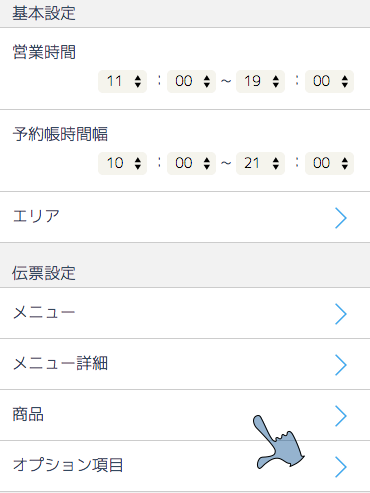 基本設定
営業時間
11 : 00 ~ 19 : 00
予約帳時間幅
10 : 00 ~ 21 : 00
エリア
伝票設定
メニュー
メニュー詳細
商品
オプション項目